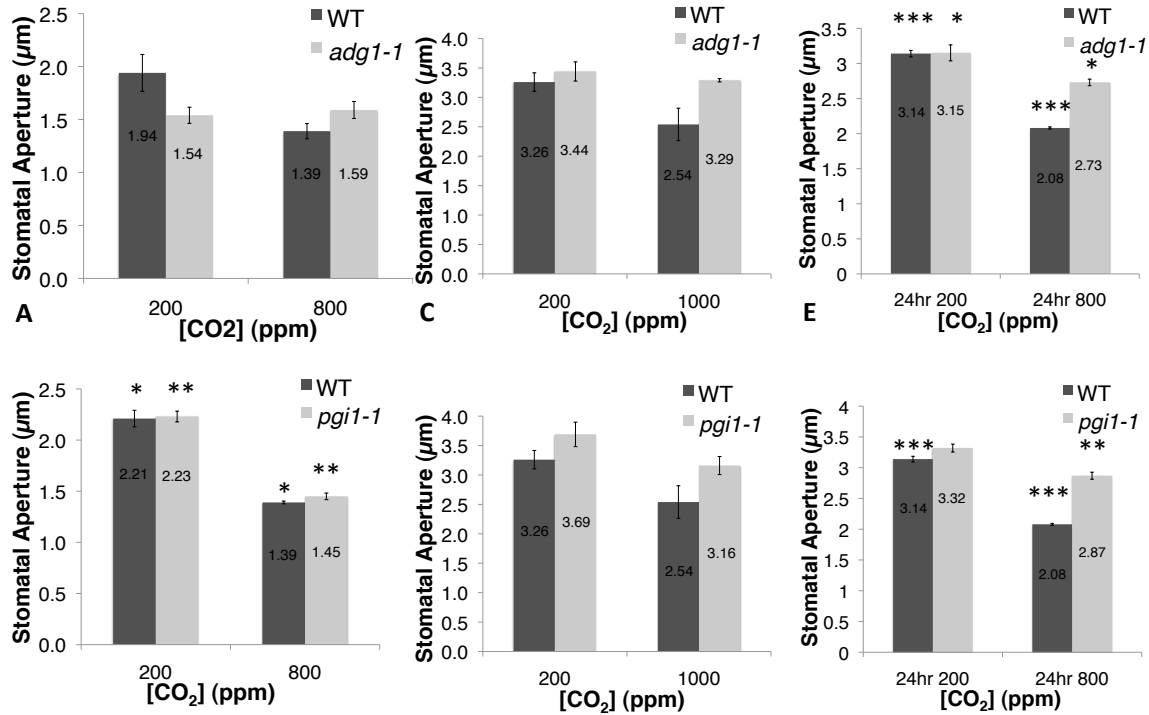 Stomatal Aperture (µm)
2.5
2.0
1.5
1.0
0.5
0.0
WT
adg1-1
1.94
1.54
1.39
1.59
200
800
[CO2] (ppm)
A
Stomatal Aperture (µm)
4.0
3.5
3.0
2.5
2.0
1.5
1.0
0.5
0.0
WT
adg1-1
3.26
3.44
2.54
3.29
200
1000
[CO₂] (ppm)
C
Stomatal Aperture (µm)
3.5
3
2.5
2
1.5
1
0.5
0
WT
adg1-1
*** *
*
***
3.14
3.15
2.08
2.73
24hr 200
24hr 800
[CO₂] (ppm)
E
Stomatal Aperture (µm)
2.5
2.0
1.5
1.0
0.5
0.0
WT
pgi1-1
* **
* **
2.21
2.23
1.39
1.45
200
800
[CO₂] (ppm)
Stomatal Aperture (µm)
4.0
3.5
3.0
2.5
2.0
1.5
1.0
0.5
0.0
WT
pgi1-1
3.26
3.69
2.54
3.16
200
1000
[CO₂] (ppm)
Stomatal Aperture (µm)
4
3.5
3
2.5
2
1.5
1
0.5
0
WT
pgi1-1
***
**
***
3.14
3.32
2.08
2.87
24hr 200
24hr 800
[CO₂] (ppm)